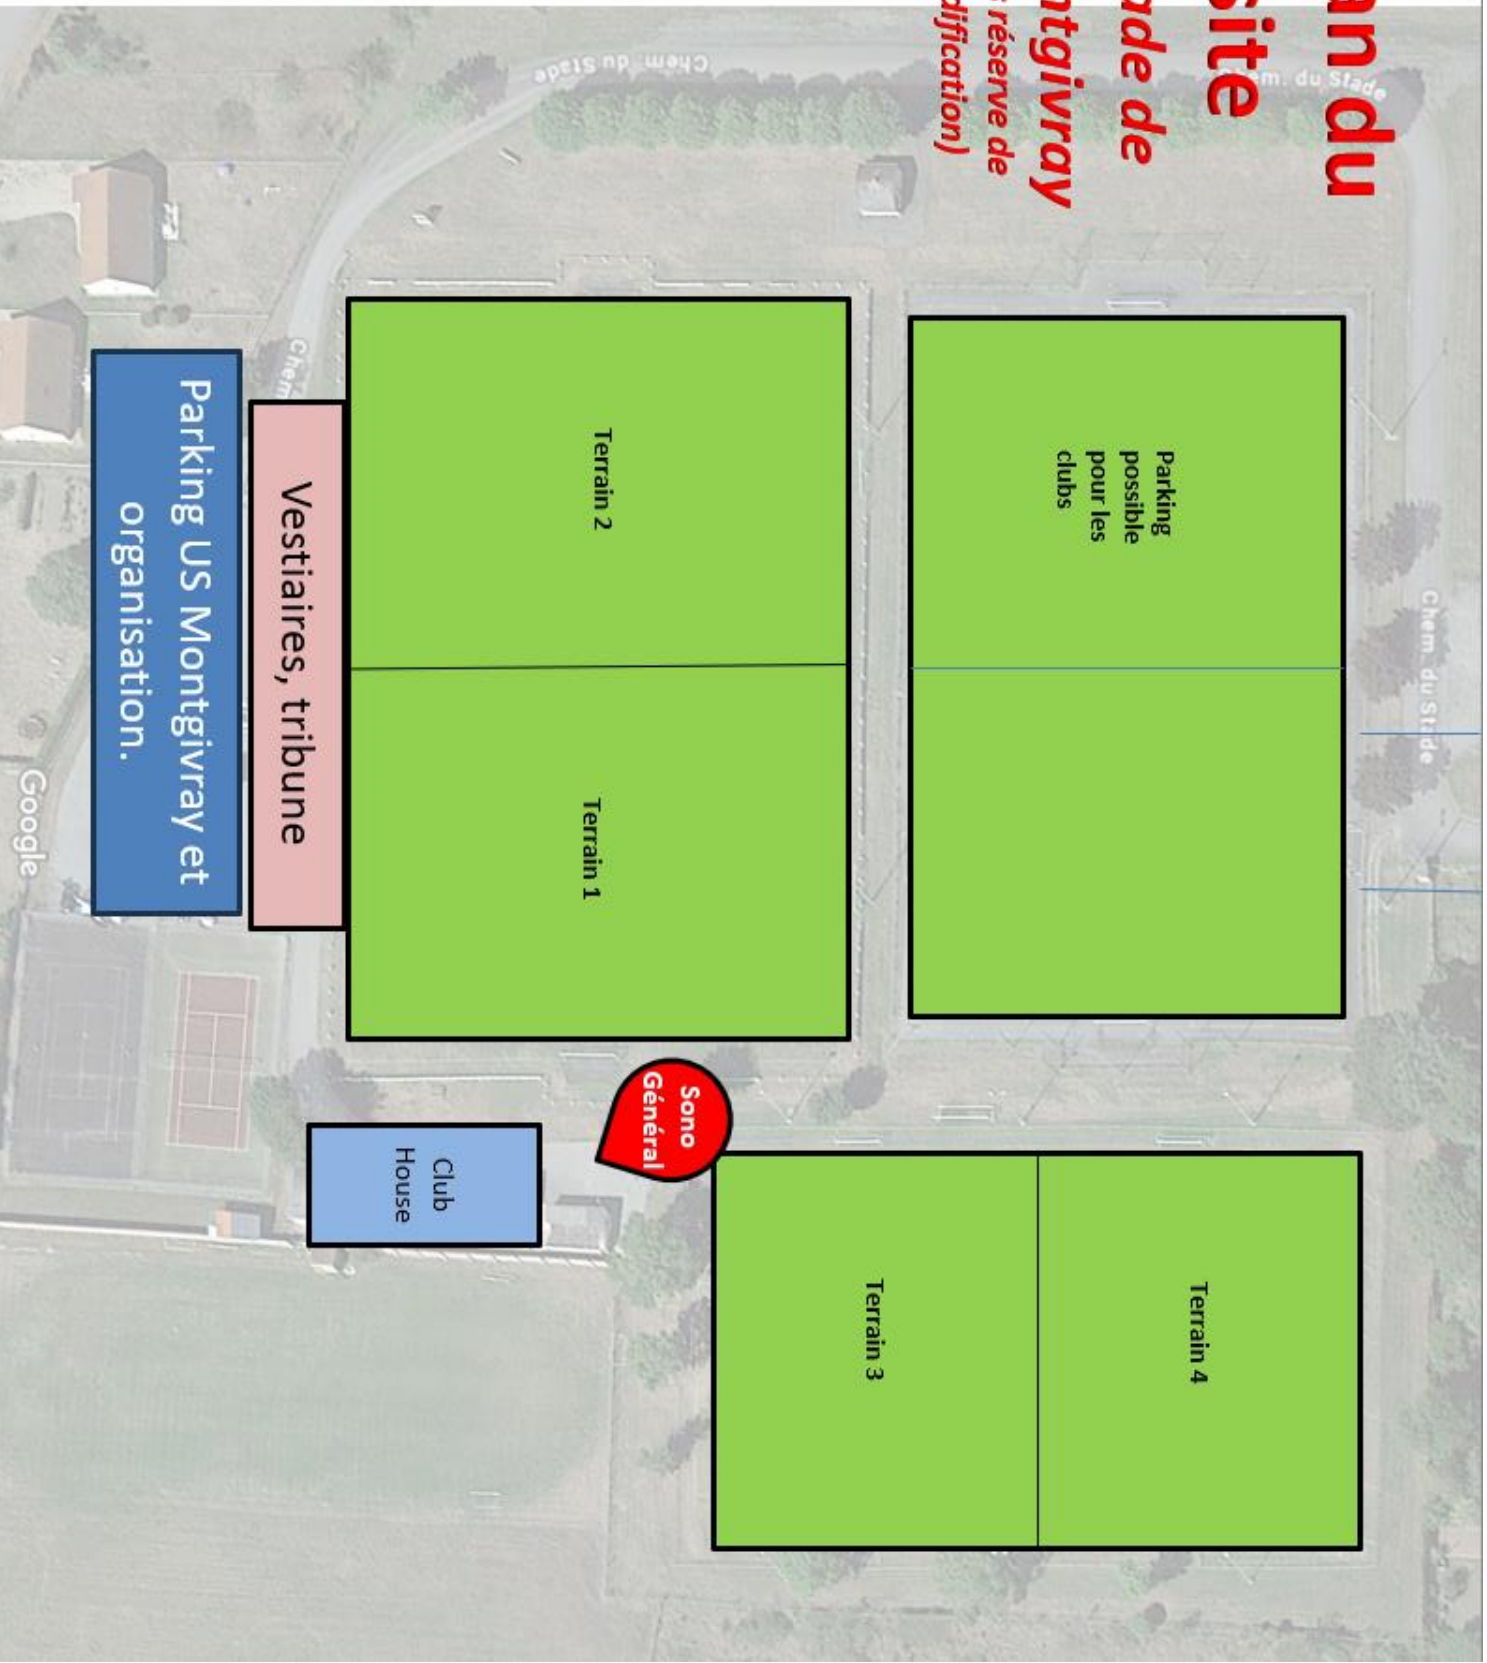 an du
site
ade de
ntgivray
s réserve de
dification)
Chem. du Stade
Chem. du Stade
Chem. du Stade
Parking
possible
pour les
clubs
Terrain 2
Terrain 1
Terrain 4
Terrain 3
Sono
Général
Club
House
Chem
Vestiaires, tribune
Parking US Montgivray et
organisation.
Google